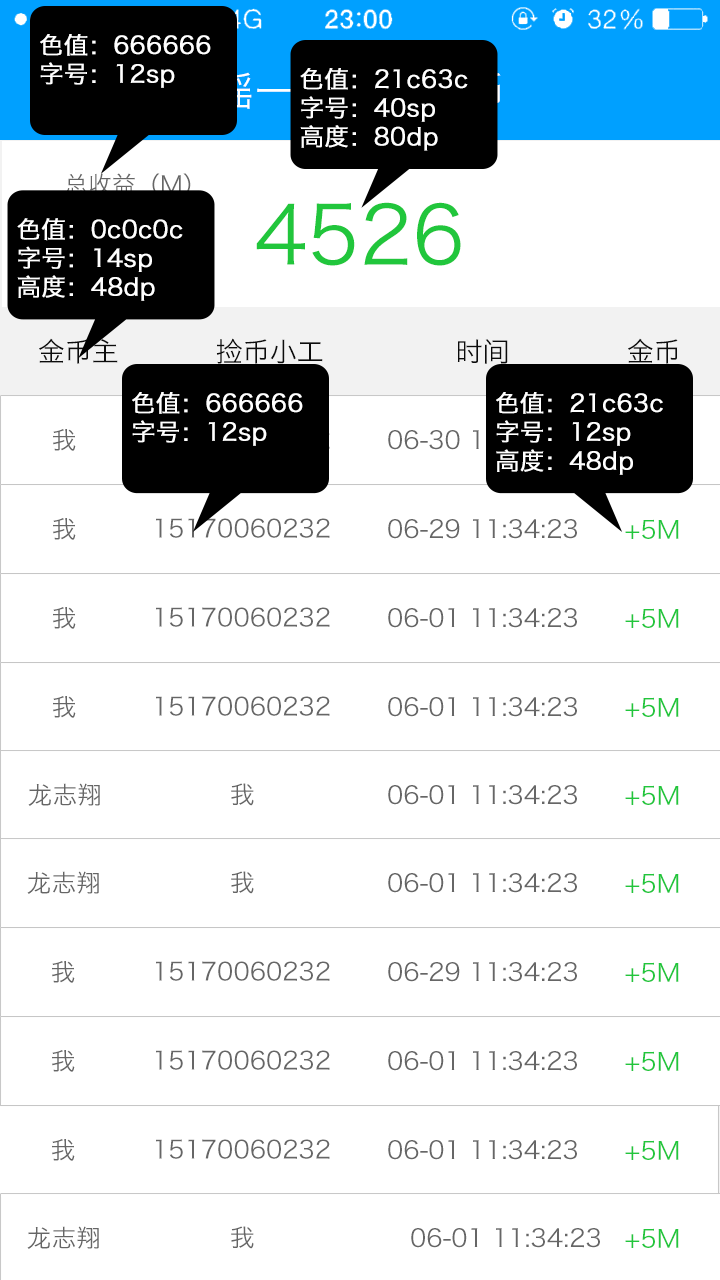 4G 23:00 32%
色值：666666
字号：12sp
色值：21c63c
字号：40sp
高度：80dp
摇一
总收益（M）
4526
色值：0c0c0c
字号：14sp
高度：48dp
金币主 捡币小工 时间 金币
色值：666666
字号：12sp
色值：21c63c
字号：12sp
高度：48dp
我 06-30 1
我 15170060232 06-29 11:34:23 +5M
我 15170060232 06-01 11:34:23 +5M
我 15170060232 06-01 11:34:23 +5M
龙志翔 我 06-01 11:34:23 +5M
龙志翔 我 06-01 11:34:23 +5M
我 15170060232 06-29 11:34:23 +5M
我 15170060232 06-01 11:34:23 +5M
我 15170060232 06-01 11:34:23 +5M
龙志翔 我 06-01 11:34:23 +5M